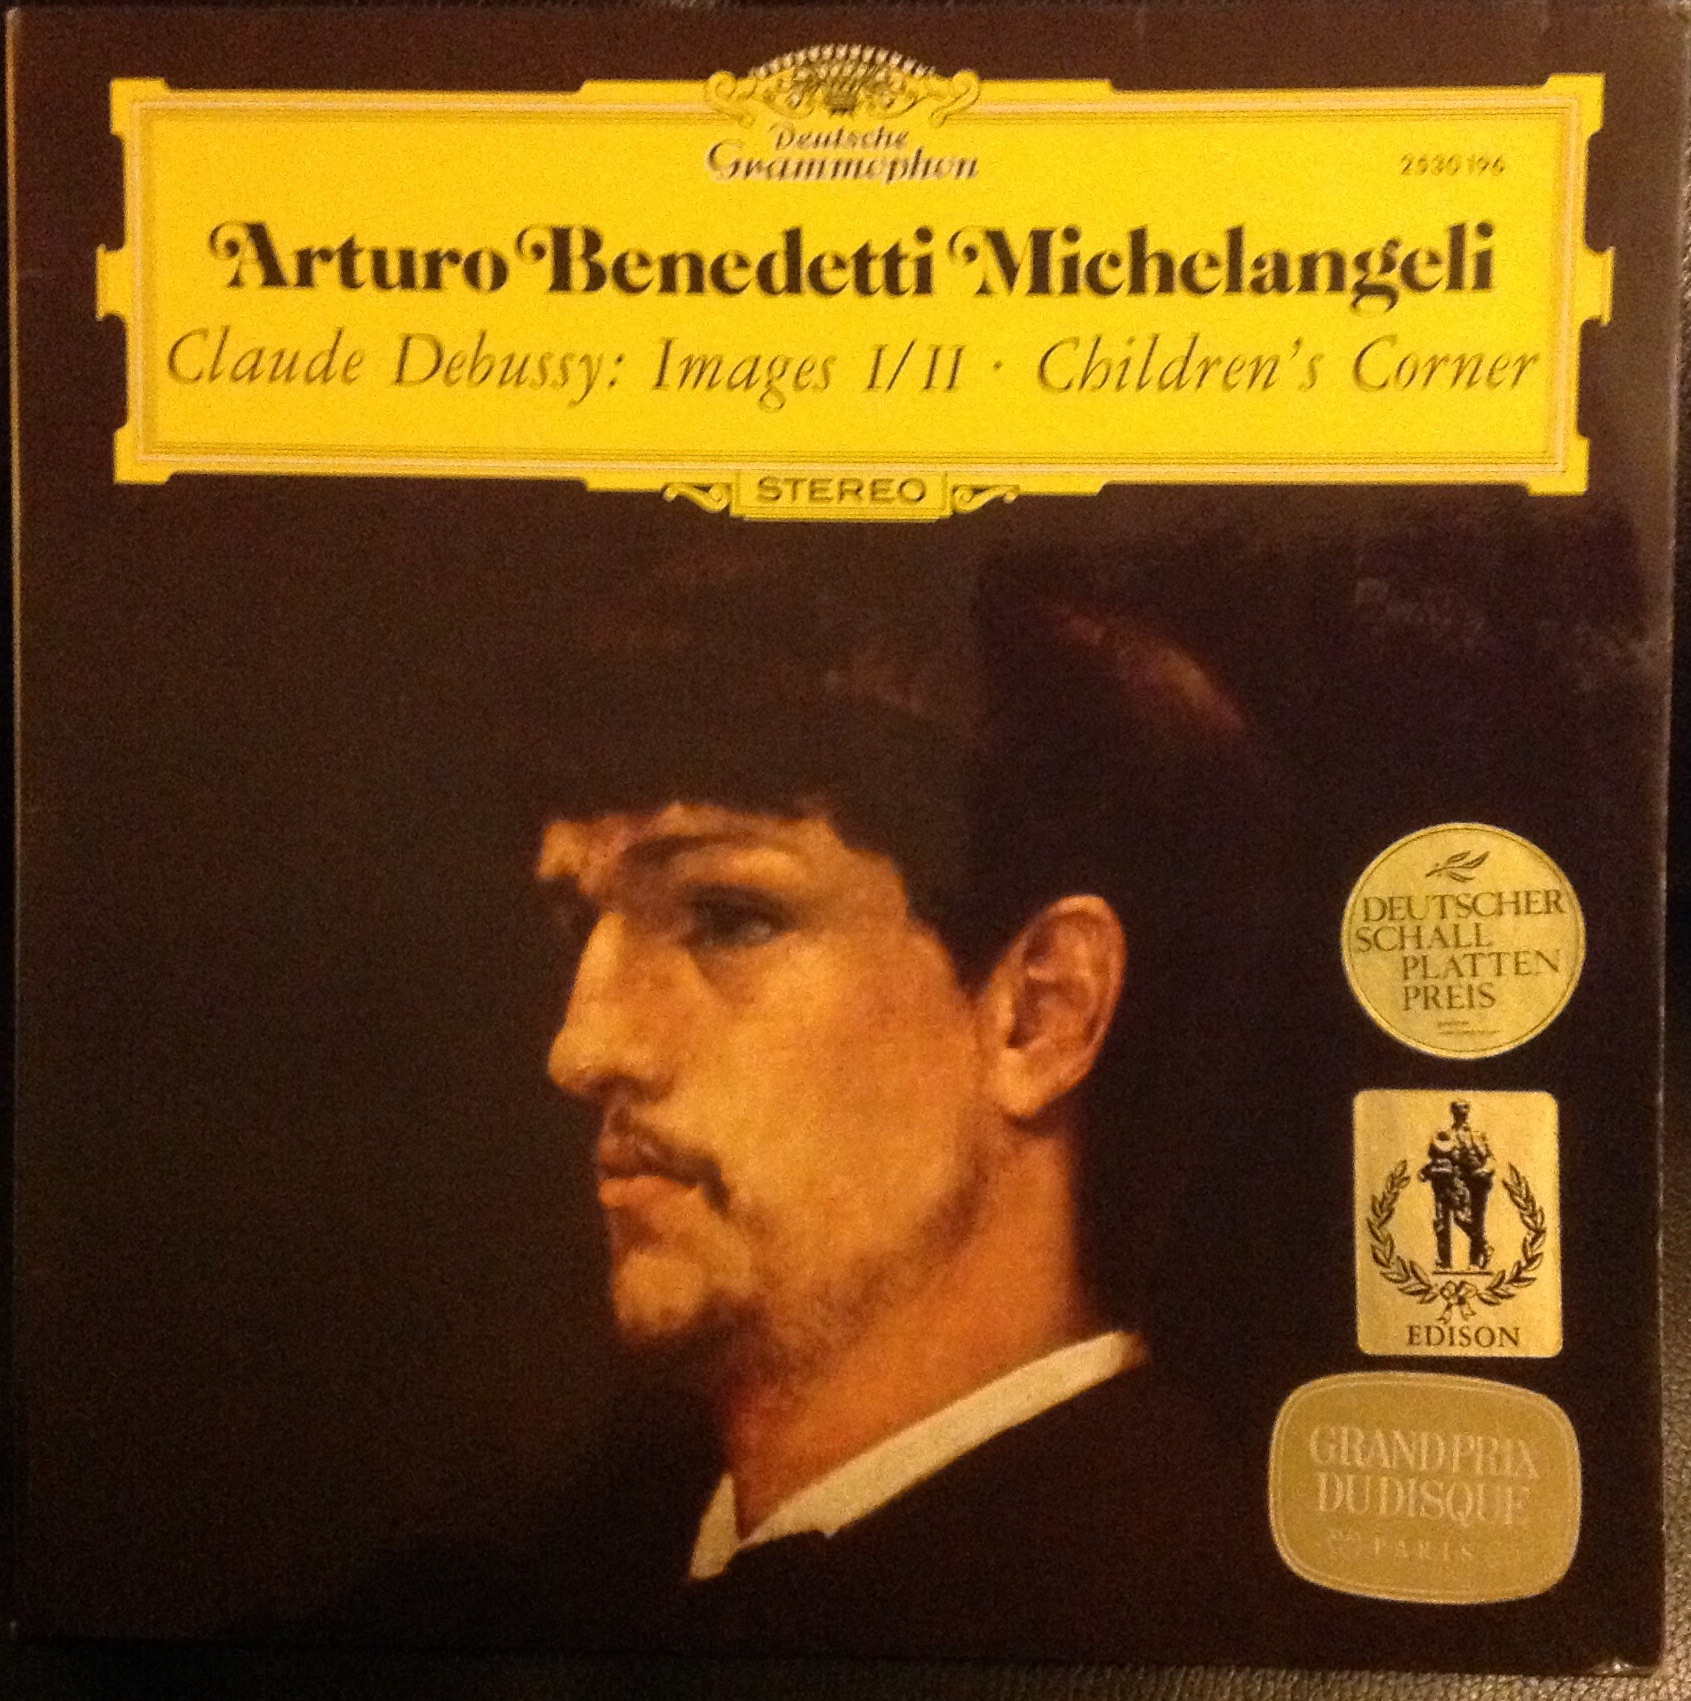 Deutsche
Grammophon
2530 196
Arturo Benedetti Michelangeli
Claude Debussy: Images I/II · Children's Corner
STEREO
DEUTSCHER
SCHALL
PLATTEN
PREIS
EDISON
GRAND PRIX
DU DISQUE
PARIS